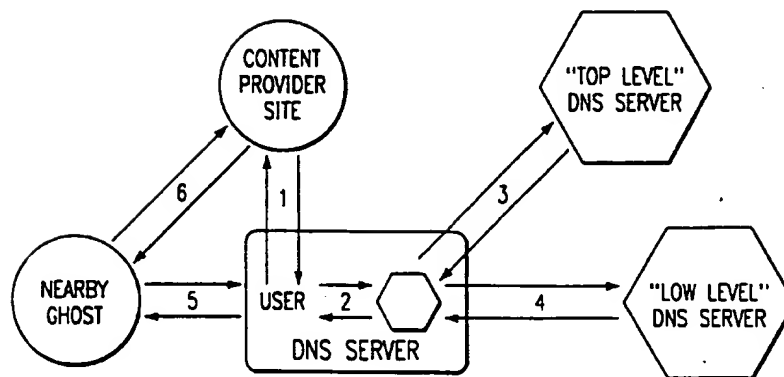 CONTENT
PROVIDER
SITE
"TOP LEVEL"
DNS SERVER
6
1
3
NEARBY
GHOST
5
USER
2
4
"LOW LEVEL"
DNS SERVER
DNS SERVER